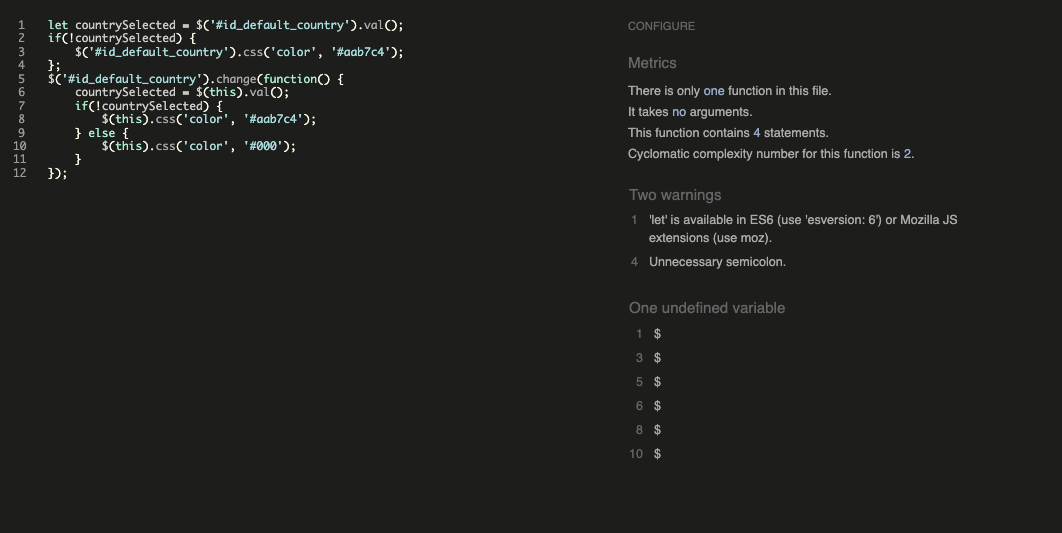 1 let countrySelected = $('#id_default_country').val();
2 if(!countrySelected) {
3 $('#id_default_country').css('color', '#aab7c4');
4 };
5 $('#id_default_country').change(function() {
6 countrySelected = $(this).val();
7 if(!countrySelected) {
8 $(this).css('color', '#aab7c4');
9 } else {
10 $(this).css('color', '#000');
11 }
12 });
CONFIGURE
Metrics
There is only one function in this file.
It takes no arguments.
This function contains 4 statements.
Cyclomatic complexity number for this function is 2.
Two warnings
1 'let' is available in ES6 (use 'esversion: 6') or Mozilla JS
extensions (use moz).
4 Unnecessary semicolon.
One undefined variable
1 $
3 $
5 $
6 $
8 $
10 $